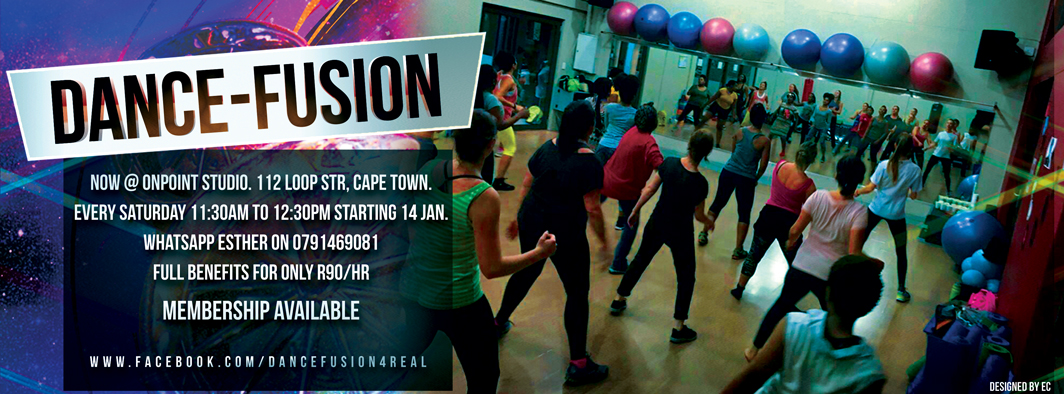 DANCE-FUSION
NOW @ ONPOINT STUDIO. 112 LOOP STR, CAPE TOWN.
EVERY SATURDAY 11:30AM TO 12:30PM STARTING 14 JAN.
WHATSAPP ESTHER ON 0791469081
FULL BENEFITS FOR ONLY R90/HR
MEMBERSHIP AVAILABLE
WWW.FACEBOOK.COM/DANCEFUSION4REAL
DESIGNED BY EC